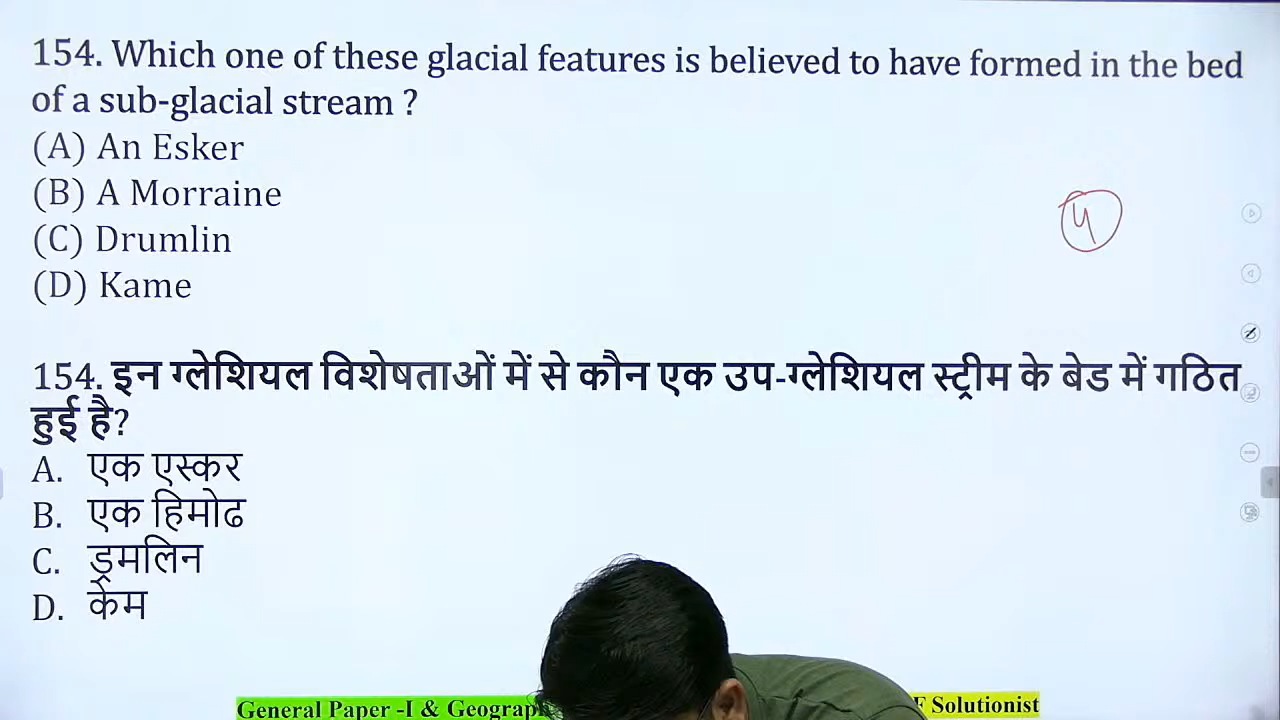 154. Which one of these glacial features is believed to have formed in the bed
of a sub-glacial stream ?
(A) An Esker
(B) A Morraine
(C) Drumlin
(D) Kame
4
154. इन ग्लेशियल विशेषताओं में से कौन एक उप-ग्लेशियल स्ट्रीम के बेड में गठित
हुई है?
A. एक एस्कर
B. एक हिमोढ
C. ड्रमलिन
D. केम
General Paper -I & Geograp
F Solutionist